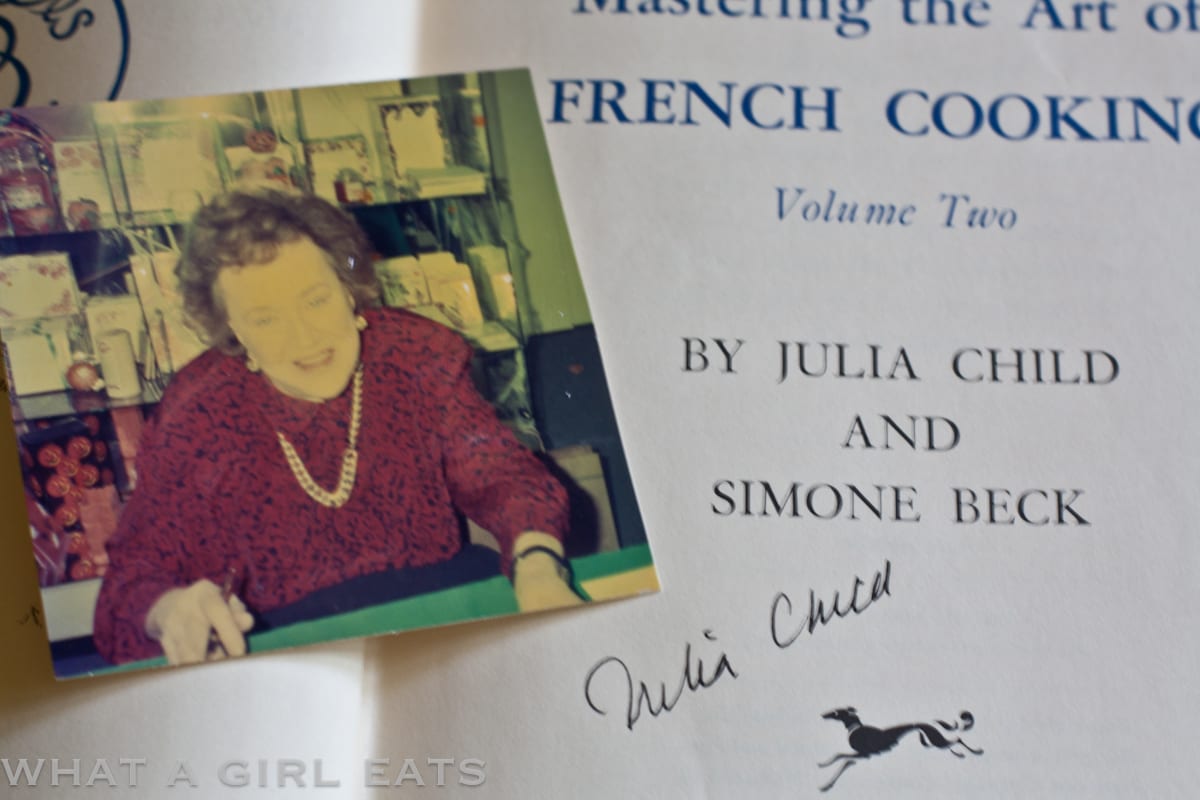 Mastering the Art of
FRENCH COOKING
Volume Two
BY JULIA CHILD
AND
SIMONE BECK
Julia Child
WHAT A GIRL EATS